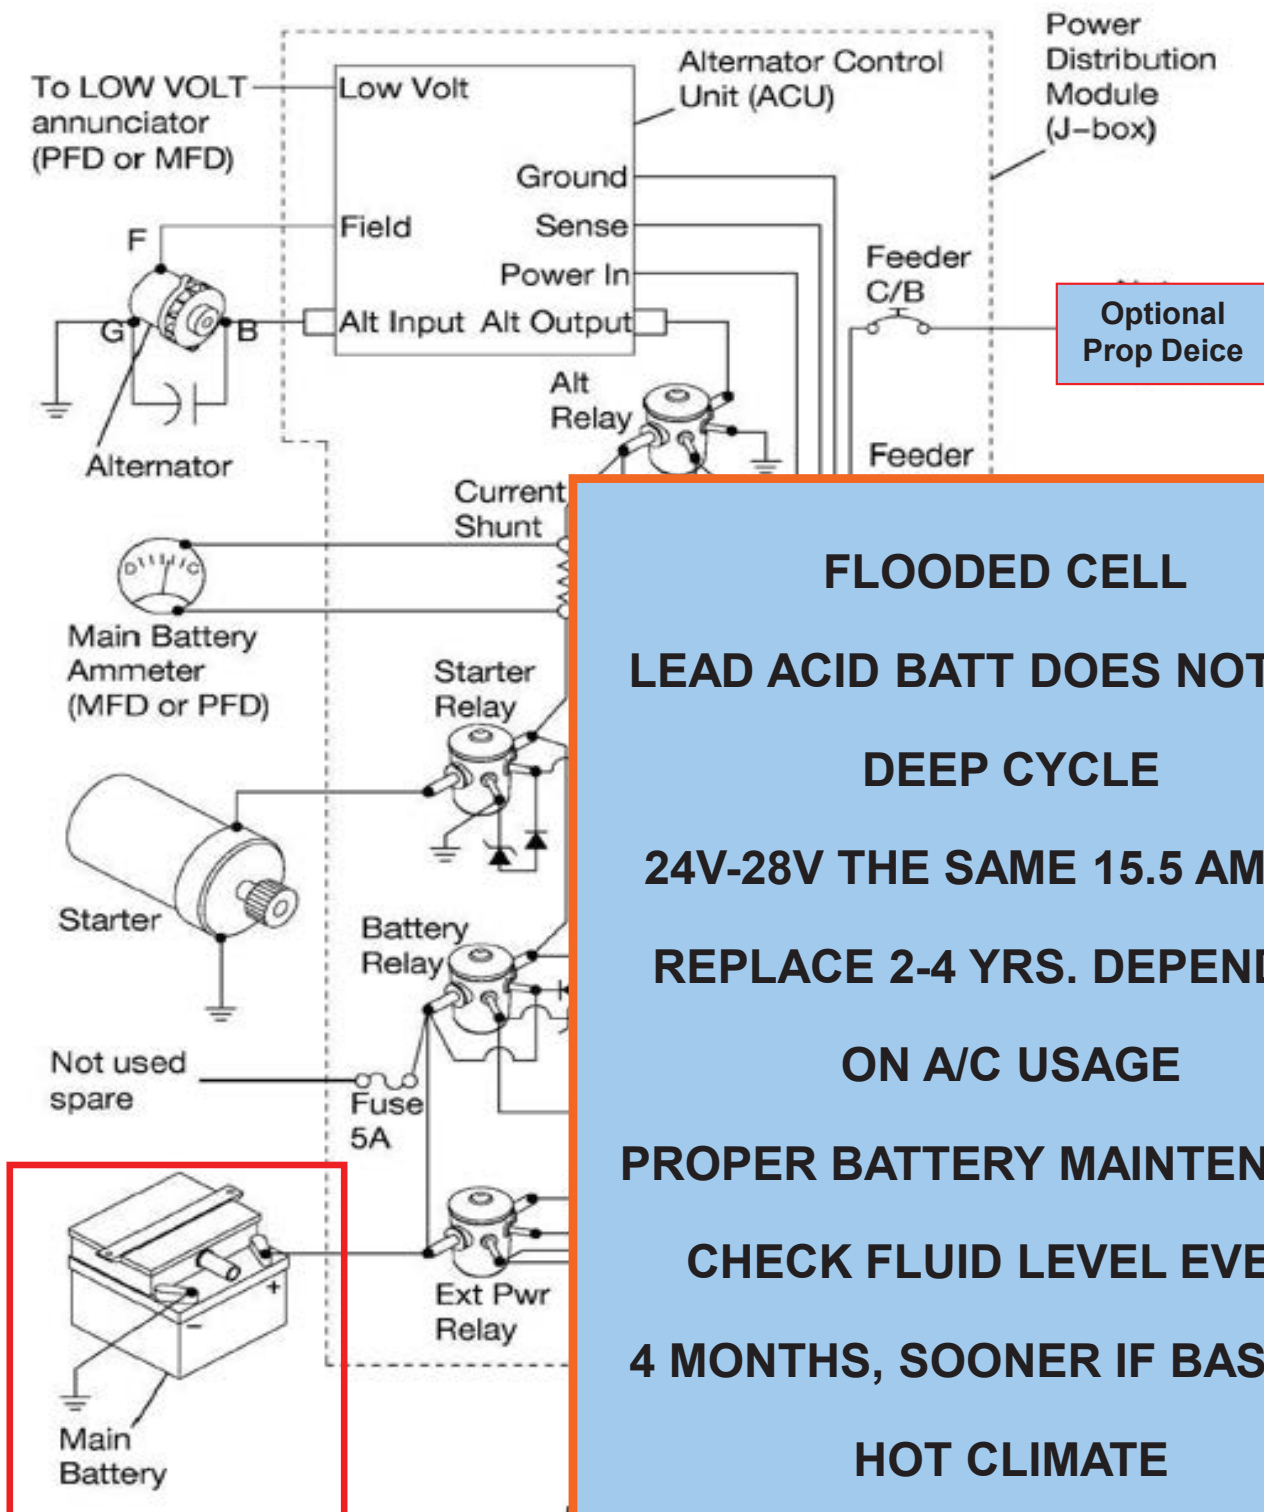 Power
Distribution
Module
(J-box)
Alternator Control
Unit (ACU)
To LOW VOLT
annunciator
(PFD or MFD)
Low Volt
Ground
Field
Sense
Power In
Alt Input
Alt Output
F
G
B
Feeder
C/B
Optional
Prop Deice
Alt
Relay
Alternator
Feeder
Current
Shunt
D
C
Main Battery
Ammeter
(MFD or PFD)
Starter
Relay
Starter
Battery
Relay
Not used
spare
Fuse
5A
+
-
Ext Pwr
Relay
Main
Battery
FLOODED CELL
LEAD ACID BATT DOES NOT
DEEP CYCLE
24V-28V THE SAME 15.5 AM
REPLACE 2-4 YRS. DEPEND
ON A/C USAGE
PROPER BATTERY MAINTEN
CHECK FLUID LEVEL EVE
4 MONTHS, SOONER IF BAS
HOT CLIMATE